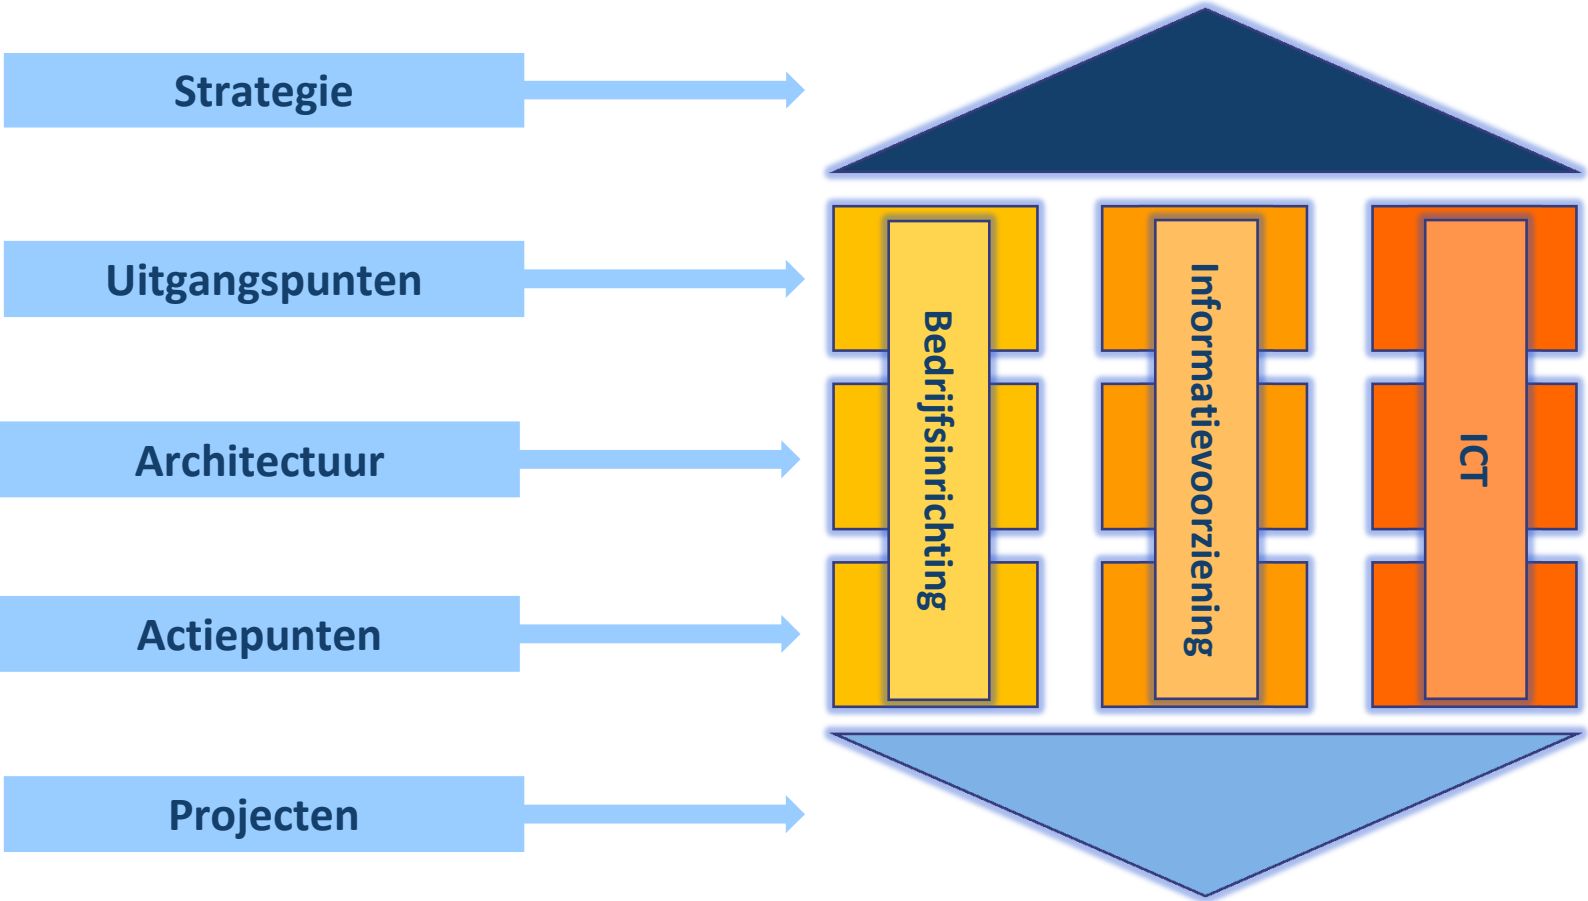 Strategie
Uitgangspunten
Architectuur
Actiepunten
Projecten
Bedrijfsinrichting
Informatievoorziening
ICT